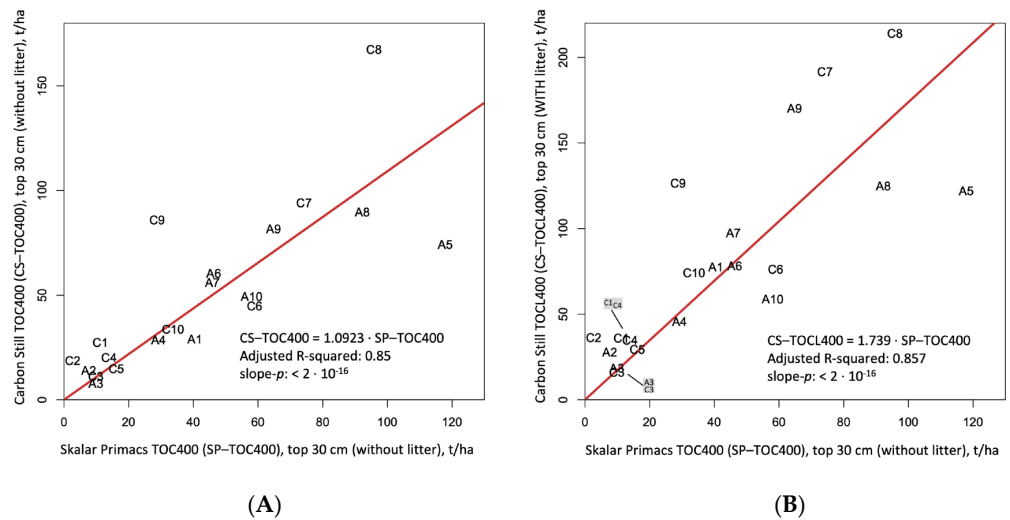 Carbon Still TOC400 (CS–TOC400), top 30 cm (without litter), t/ha
150
100
50
0
C8
C7
C9
A9
A8
A5
A6
A7
A10
C6
C10
A4
A1
C1
C4
C2
A2
C5
C3
A3
CS–TOC400 = 1.0923 · SP–TOC400
Adjusted R-squared: 0.85
slope-p: < 2 · 10-16
0 20 40 60 80 100 120
Skalar Primacs TOC400 (SP–TOC400), top 30 cm (without litter), t/ha
(A)
Carbon Still TOCL400 (CS–TOCL400), top 30 cm (WITH litter), t/ha
200
150
100
50
0
C8
C7
A9
C9
A8
A5
A7
C10
A1
A6
C6
A10
C1
C4
A4
C2
C1
C4
A2
C5
A3
C3
A3
C3
CS–TOCL400 = 1.739 · SP–TOC400
Adjusted R-squared: 0.857
slope-p: < 2 · 10-16
0 20 40 60 80 100 120
Skalar Primacs TOC400 (SP–TOC400), top 30 cm (without litter), t/ha
(B)